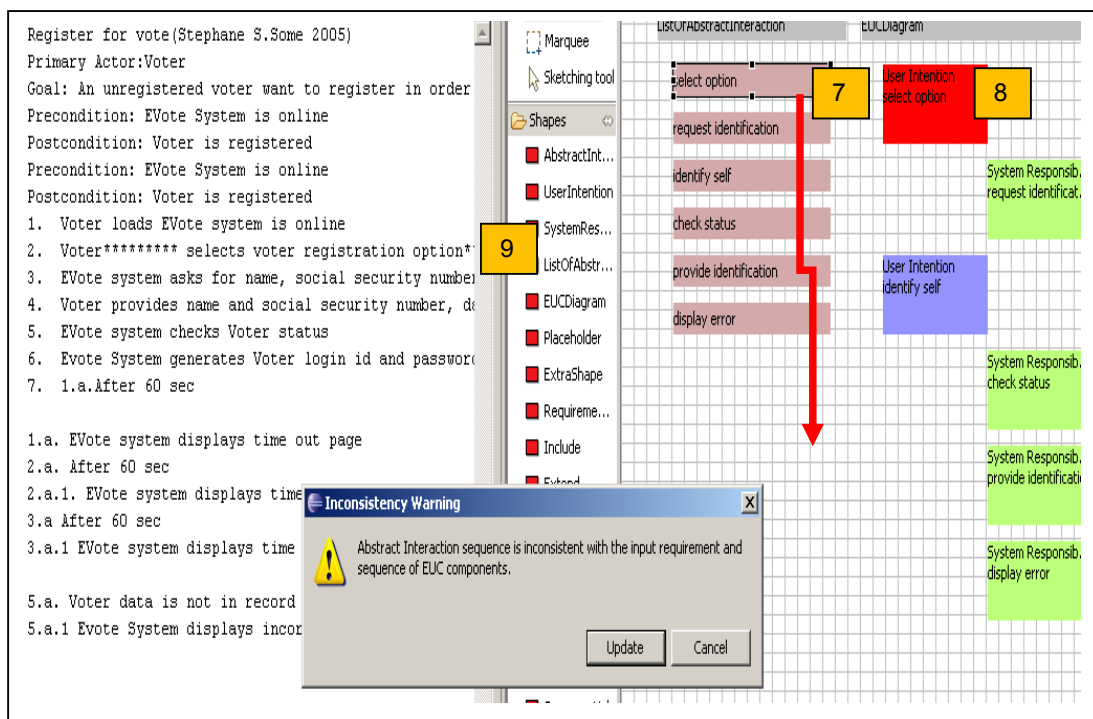 Register for vote(Stephane S.Some 2005)
Primary Actor:Voter
Goal: An unregistered voter want to register in order
Precondition: EVote System is online
Postcondition: Voter is registered
Precondition: EVote System is online
Postcondition: Voter is registered
1. Voter loads EVote system is online
2. Voter********* selects voter registration option*
3. EVote system asks for name, social security number
4. Voter provides name and social security number,
5. EVote system checks Voter status
6. Evote System generates Voter login id and password
7. 1.a.After 60 sec
1.a. EVote system displays time out page
2.a. After 60 sec
2.a.1. EVote system displays time
3.a After 60 sec
3.a.1 EVote system displays time
5.a. Voter data is not in record
5.a.1 Evote System displays incor
Marquee
Sketching tool
Shapes
AbstractInt...
UserIntention
SystemRes...
ListOfAbstr...
EUCDiagram
Placeholder
ExtraShape
Requireme...
Include
Extend
9
ListOfAbstractInteraction
select option
request identification
identify self
check status
provide identification
display error
7
EUCDiagram
User Intention
select option
8
System Responsib.
request identificat.
User Intention
identify self
System Responsib.
check status
System Responsib.
provide identificati
System Responsib.
display error
Inconsistency Warning
X
Abstract Interaction sequence is inconsistent with the input requirement and
sequence of EUC components.
Update
Cancel